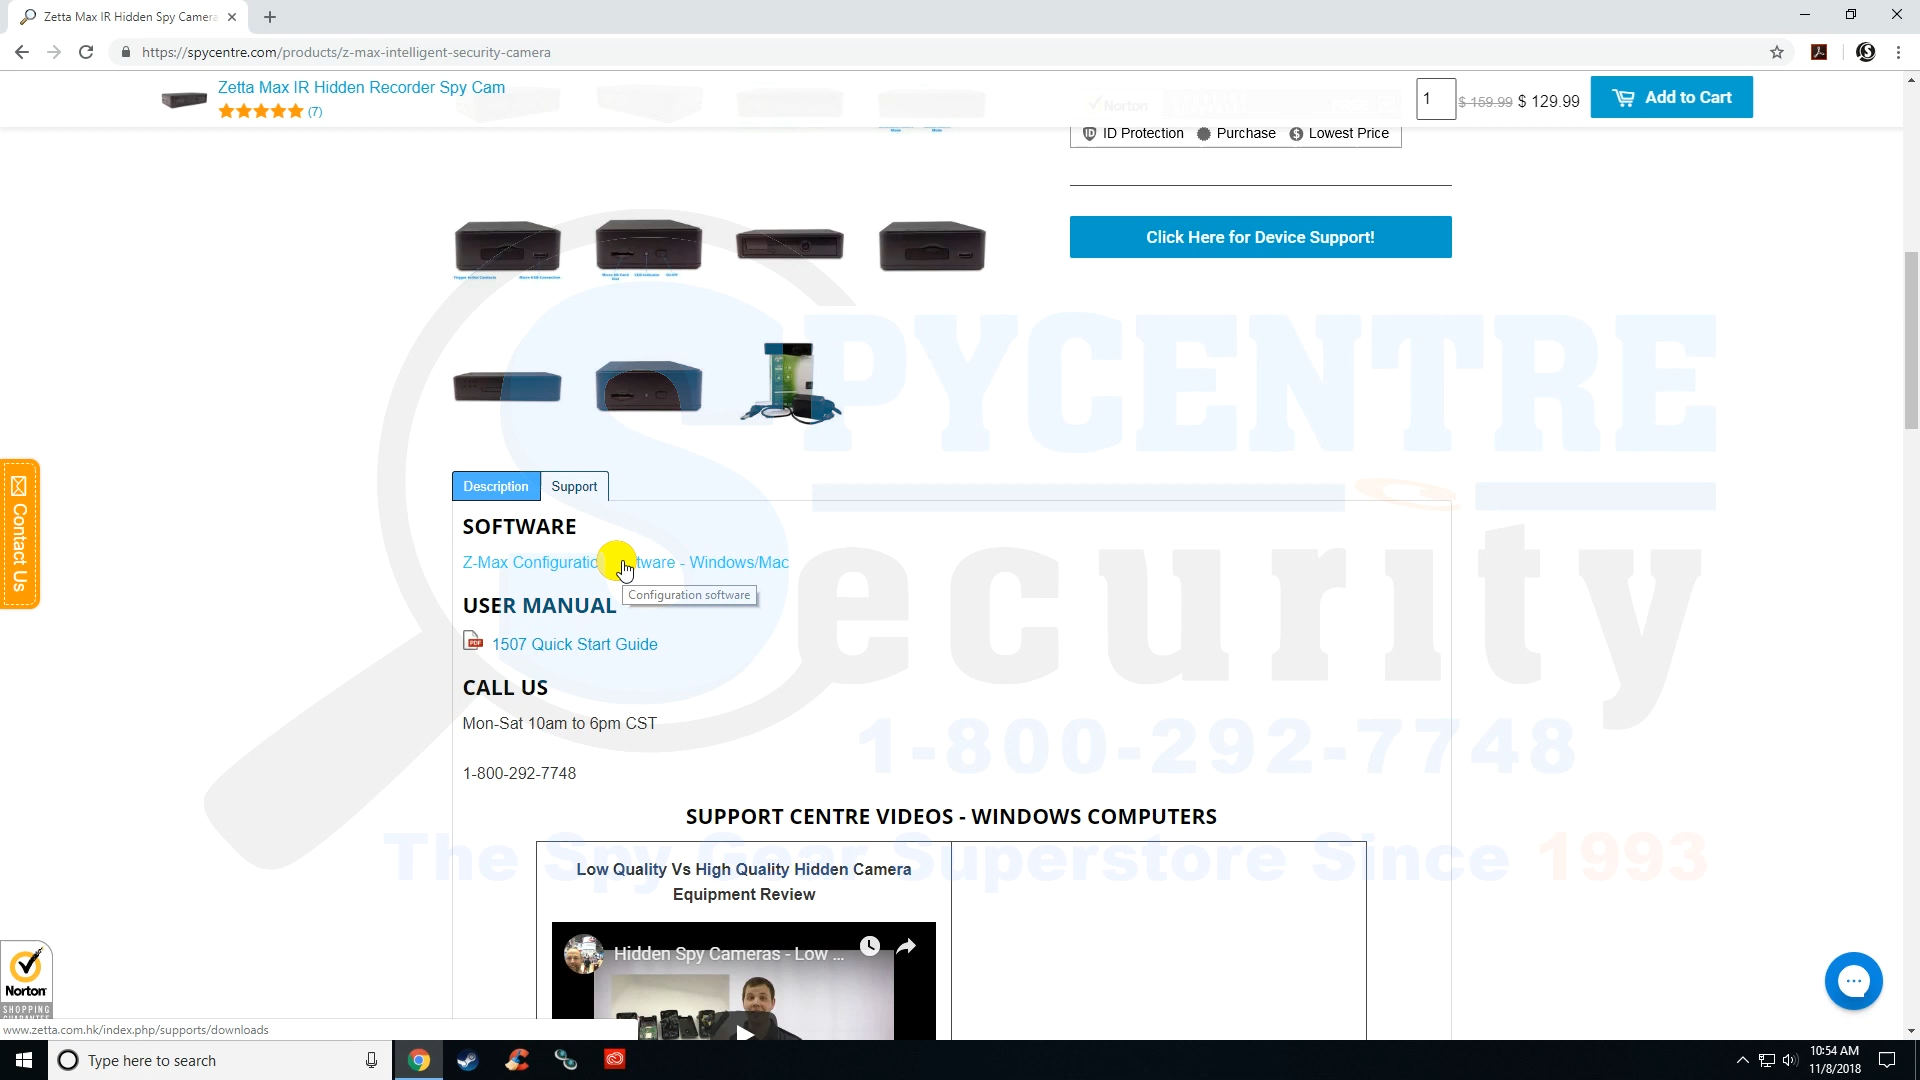 Zetta Max IR Hidden Spy Camera
https://spycentre.com/products/z-max-intelligent-security-camera
Zetta Max IR Hidden Recorder Spy Cam
(7)
1
$ 159.99 $ 129.99
Add to Cart
Norton
ID Protection Purchase Lowest Price
Click Here for Device Support!
SPYCENTRE
Security
1-800-292-7748
The Spy Gear Superstore Since 1993
Contact Us
Description Support
SOFTWARE
Z-Max Configuratio tware - Windows/Mac
Configuration software
USER MANUAL
PDF 1507 Quick Start Guide
CALL US
Mon-Sat 10am to 6pm CST
1-800-292-7748
SUPPORT CENTRE VIDEOS - WINDOWS COMPUTERS
Low Quality Vs High Quality Hidden Camera
Equipment Review
Hidden Spy Cameras - Low ...
Norton
SHOPPING
GUARANTEE
www.zetta.com.hk/index.php/supports/downloads
Type here to search
10:54 AM
11/8/2018